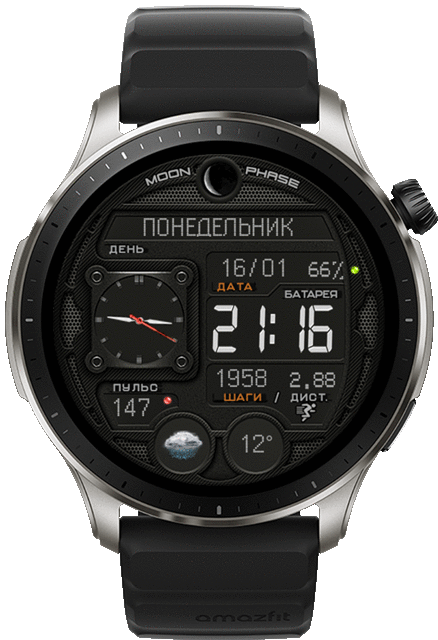 MOON PHASE
ПОНЕДЕЛЬНИК
ДЕНЬ
16/01 66%
ДАТА
БАТАРЕЯ
21:16
1958 2.88
ШАГИ / ДИСТ.
ПУЛЬС
147
12°
amazfit